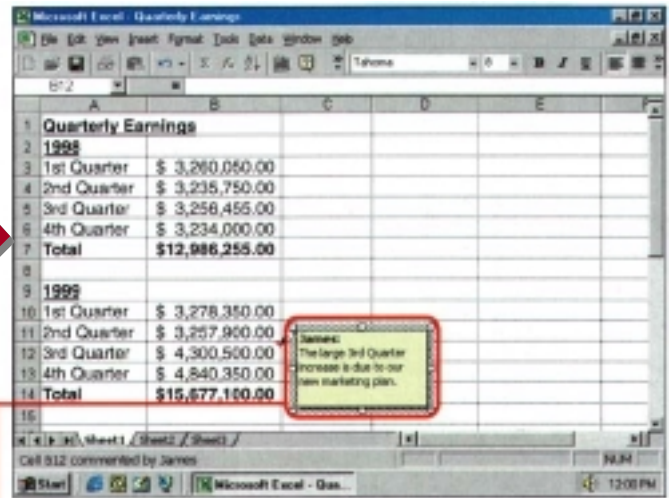 Microsoft Excel - Quarterly Earnings
File Edit View Insert Format Tools Data Window Help
Tahoma 8 B I U
B12 =
A B C D E F
1 Quarterly Earnings
2 1998
3 1st Quarter $ 3,260,050.00
4 2nd Quarter $ 3,235,750.00
5 3rd Quarter $ 3,256,455.00
6 4th Quarter $ 3,234,000.00
7 Total $12,986,255.00
8
9 1999
10 1st Quarter $ 3,278,350.00
11 2nd Quarter $ 3,257,900.00
James:
12 3rd Quarter $ 4,300,500.00
The large 3rd Quarter
increase is due to our
13 4th Quarter $ 4,840,350.00
new marketing plan.
14 Total $15,677,100.00
15
Sheet1 Sheet2 Sheet3
Cell B12 commented by James NUM
Start Microsoft Excel - Qua... 12:00 PM